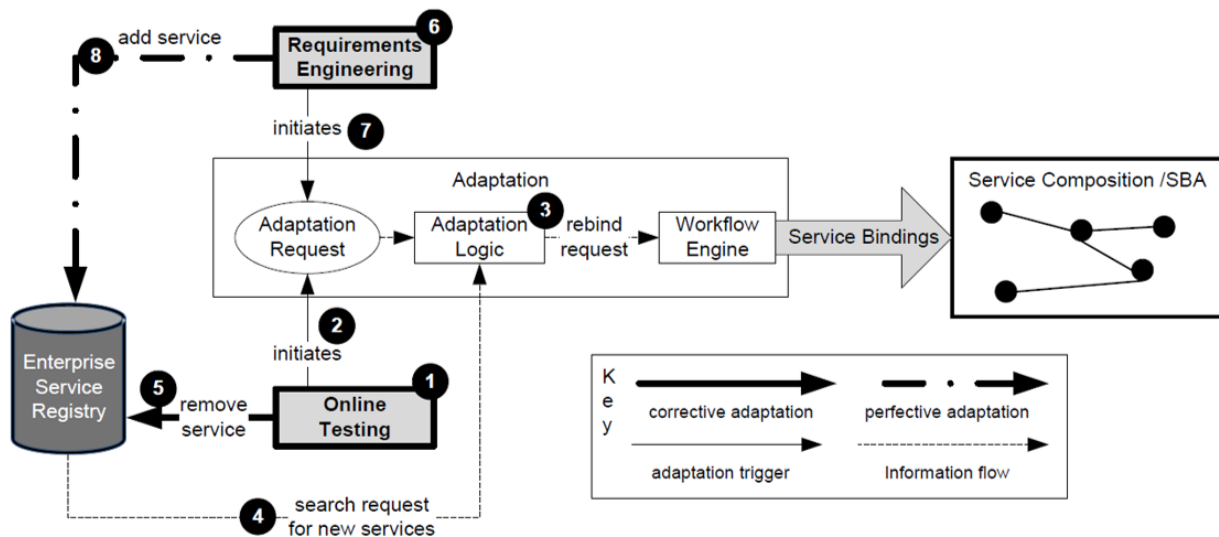 8
add service
6
Requirements
Engineering
initiates
7
Adaptation
Adaptation
Request
3
Adaptation
Logic
rebind
request
Workflow
Engine
Service Bindings
Service Composition /SBA
2
initiates
Enterprise
Service
Registry
5
remove
service
1
Online
Testing
4
search request
for new services
K
e
y
corrective adaptation
perfective adaptation
adaptation trigger
Information flow